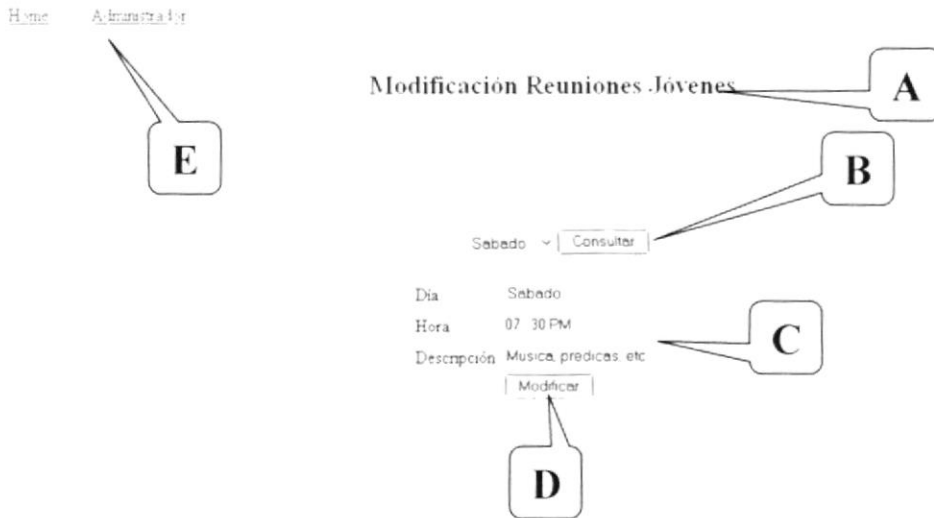 Home Administrador
Modificación Reuniones Jóvenes
A
E
B
Sabado Consultar
Día Sabado
Hora 07 30 PM
C
Descripción Musica, predicas, etc
Modificar
D